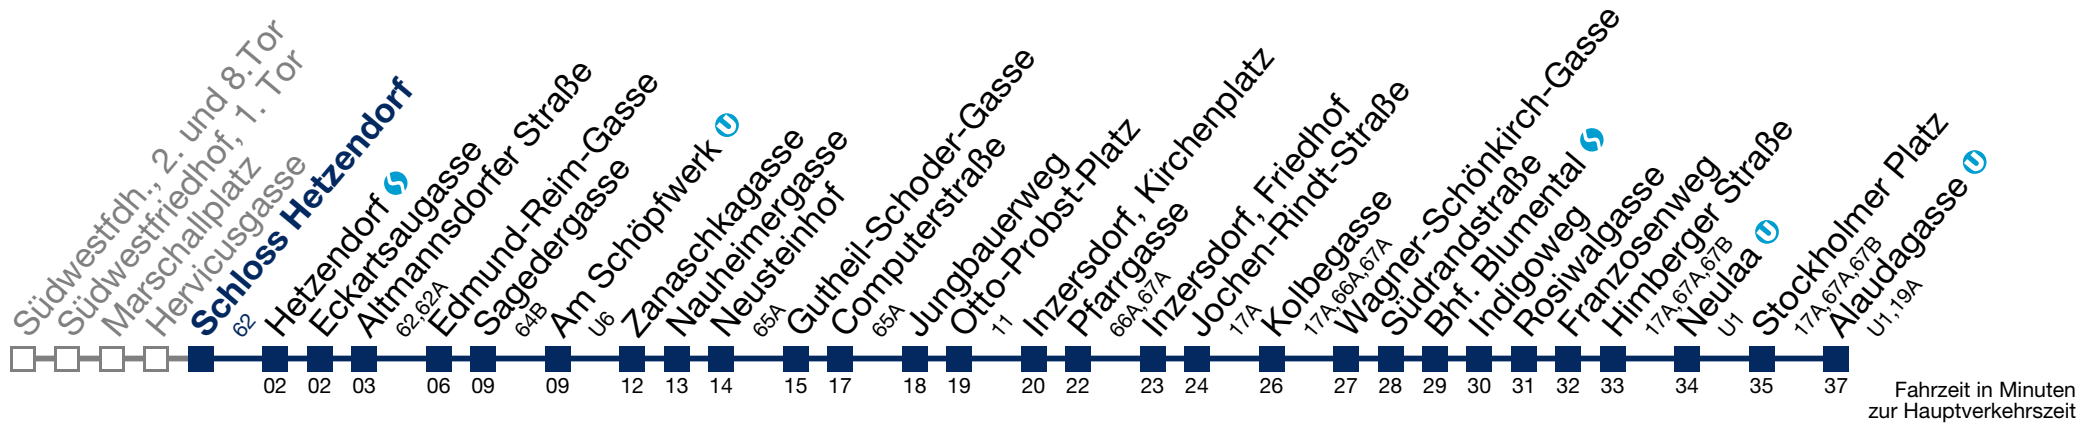 Südwestfdh., 2. und 8.Tor
Südwestfriedhof, 1. Tor
Marschallplatz
Hervicusgasse
Schloss Hetzendorf
62
Hetzendorf
Eckartsaugasse
Altmannsdorfer Straße
62,62A
Edmund-Reim-Gasse
Sagedergasse
64B
Am Schöpfwerk U
U6
Zanaschkagasse
Nauheimergasse
Neusteinhof
65A
Gutheil-Schoder-Gasse
Computerstraße
65A
Jungbauerweg
Otto-Probst-Platz
11
Inzersdorf, Kirchenplatz
Pfarrgasse
66A,67A
Inzersdorf, Friedhof
Jochen-Rindt-Straße
17A
Kolbegasse
17A,66A,67A
Wagner-Schönkirch-Gasse
Südrandstraße
Bhf. Blumental
Indigoweg
Rosiwalgasse
Franzosenweg
Himberger Straße
17A,67A,67B
Neulaa U
U1
Stockholmer Platz
17A,67A,67B
Alaudagasse U
U1,19A
02 02 03 06 09 09 12 13 14 15 17 18 19 20 22 23 24 26 27 28 29 30 31 32 33 34 35 37
Fahrzeit in Minuten
zur Hauptverkehrszeit